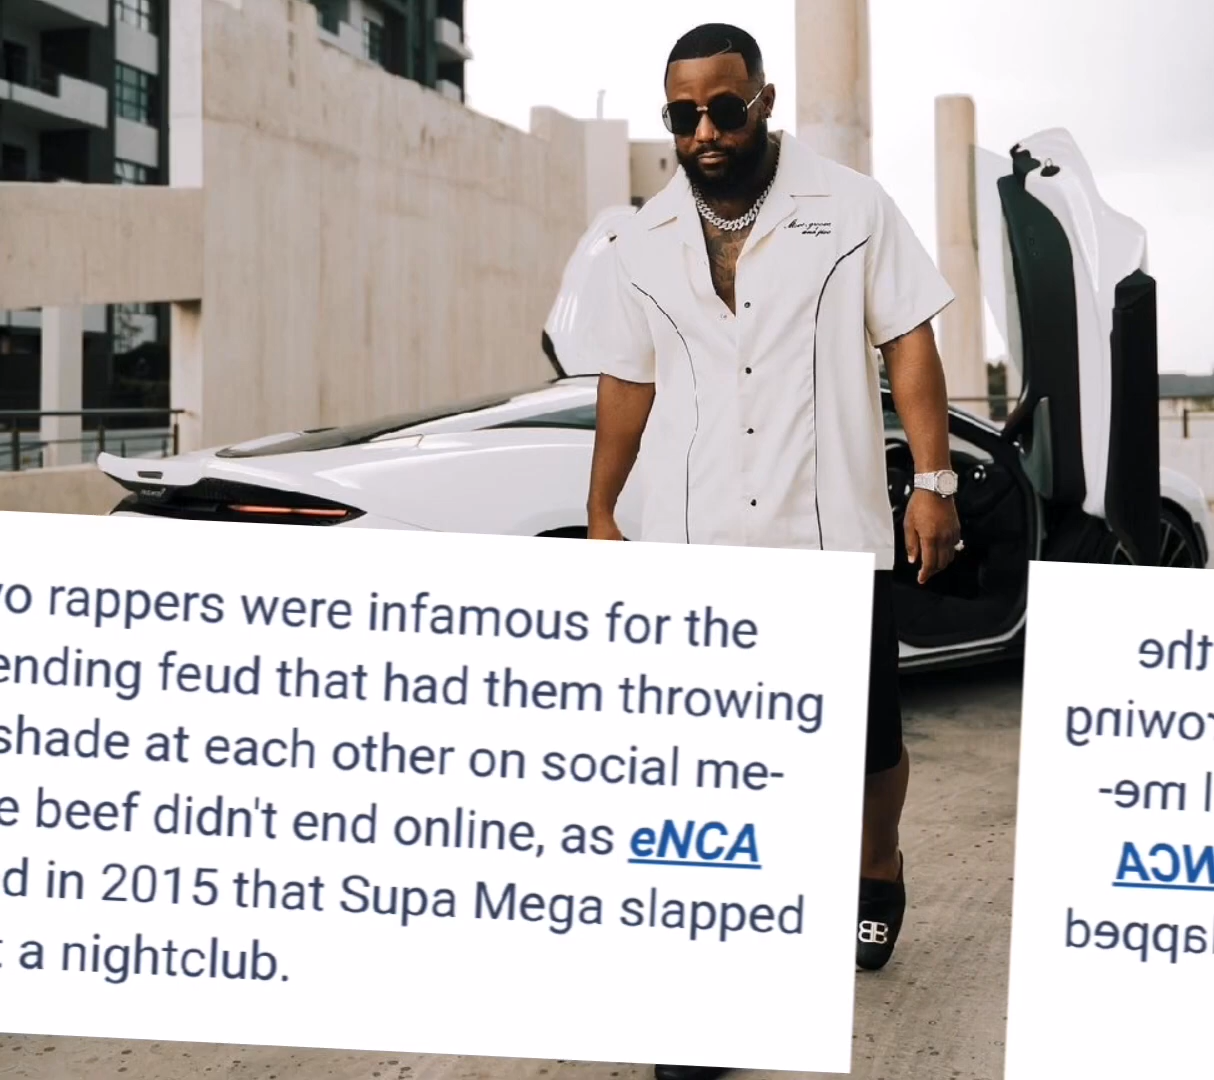 rappers were infamous for the
feud that had them throwing
shade at each other on social me-
beef didn't end online, as eNCA
in 2015 that Supa Mega slapped
a nightclub.
the